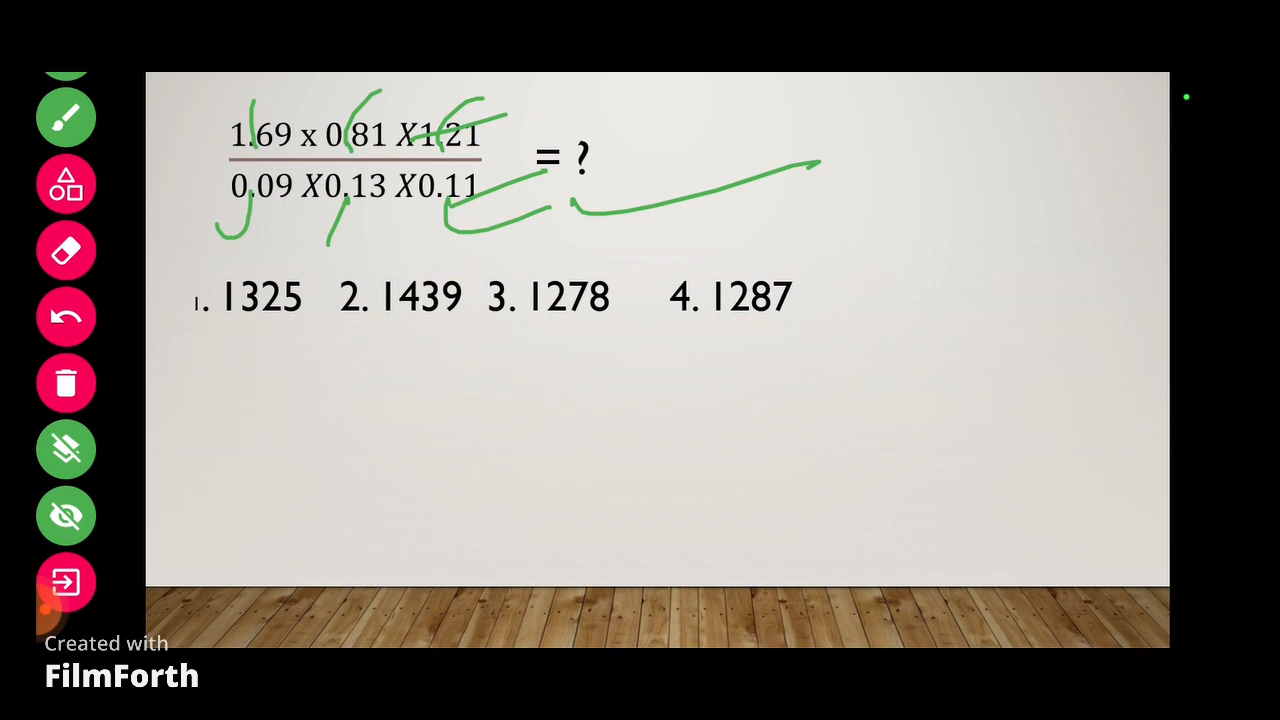 1.69 x 0.81 X1.21
= ?
0.09 X0.13 X0.11
1. 1325 2. 1439 3. 1278 4. 1287
Created with
FilmForth